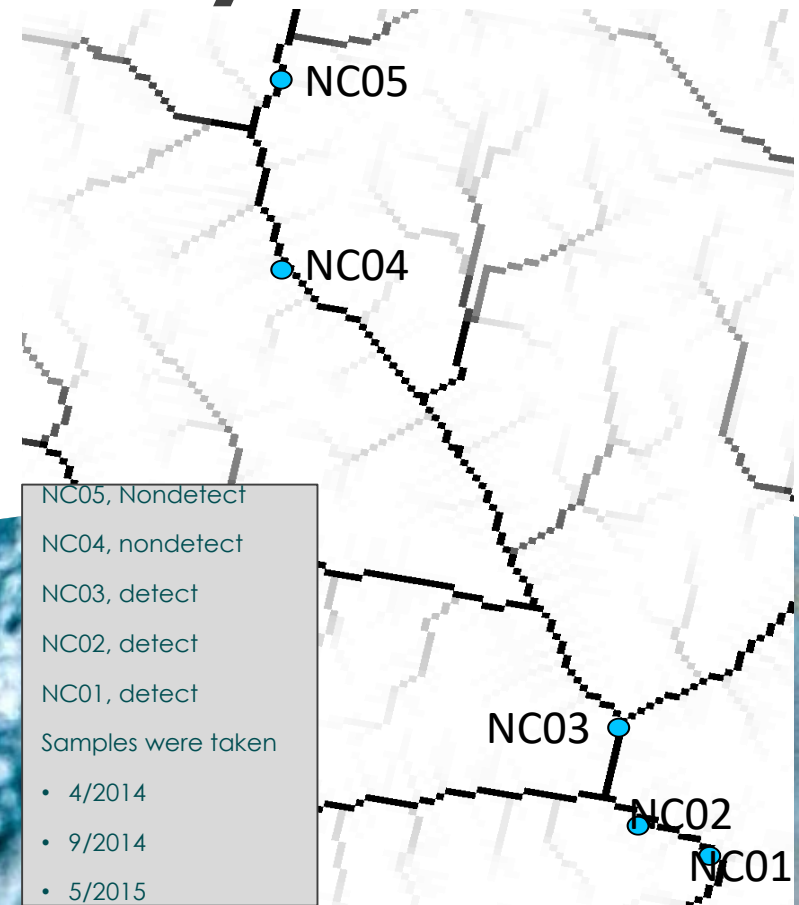 NC05
NC04
NC03
NC02
NC01
NC05, Nondetect
NC04, nondetect
NC03, detect
NC02, detect
NC01, detect
Samples were taken
• 4/2014
• 9/2014
• 5/2015